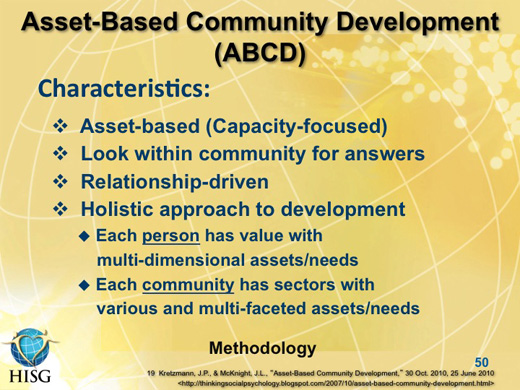 Asset-Based Community Development
(ABCD)
Characteristics:
❖ Asset-based (Capacity-focused)
❖ Look within community for answers
❖ Relationship-driven
❖ Holistic approach to development
◆ Each person has value with
multi-dimensional assets/needs
◆ Each community has sectors with
various and multi-faceted assets/needs
Methodology
50
HISG
19 Kretzmann, J.P., & McKnight, J.L., "Asset-Based Community Development," 30 Oct. 2010, 25 June 2010
<http://thinkingsocialpsychology.blogspot.com/2007/10/asset-based-community-development.html>